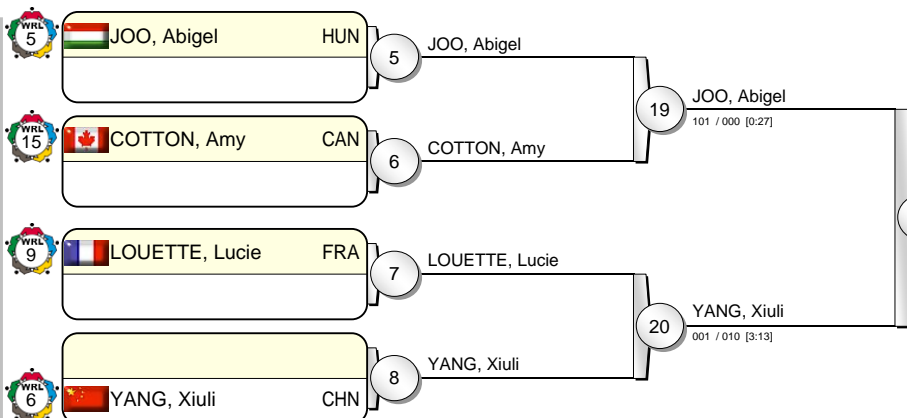 WRL
5
JOO, Abigel HUN
5
JOO, Abigel
WRL
15
COTTON, Amy CAN
6
COTTON, Amy
19
JOO, Abigel
101 / 000 [0:27]
WRL
9
LOUETTE, Lucie FRA
7
LOUETTE, Lucie
WRL
6
YANG, Xiuli CHN
8
YANG, Xiuli
20
YANG, Xiuli
001 / 010 [3:13]